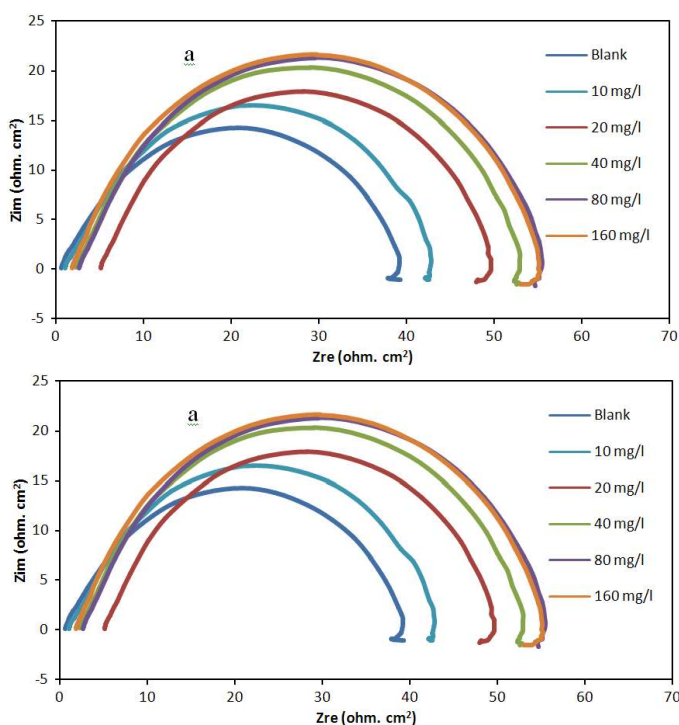 a
25
20
15
10
5
0
-5
Zim (ohm. cm²)
0 10 20 30 40 50 60 70
Zre (ohm. cm²)
Blank
10 mg/l
20 mg/l
40 mg/l
80 mg/l
160 mg/l
a
25
20
15
10
5
0
-5
Zim (ohm. cm²)
0 10 20 30 40 50 60 70
Zre (ohm. cm²)
Blank
10 mg/l
20 mg/l
40 mg/l
80 mg/l
160 mg/l